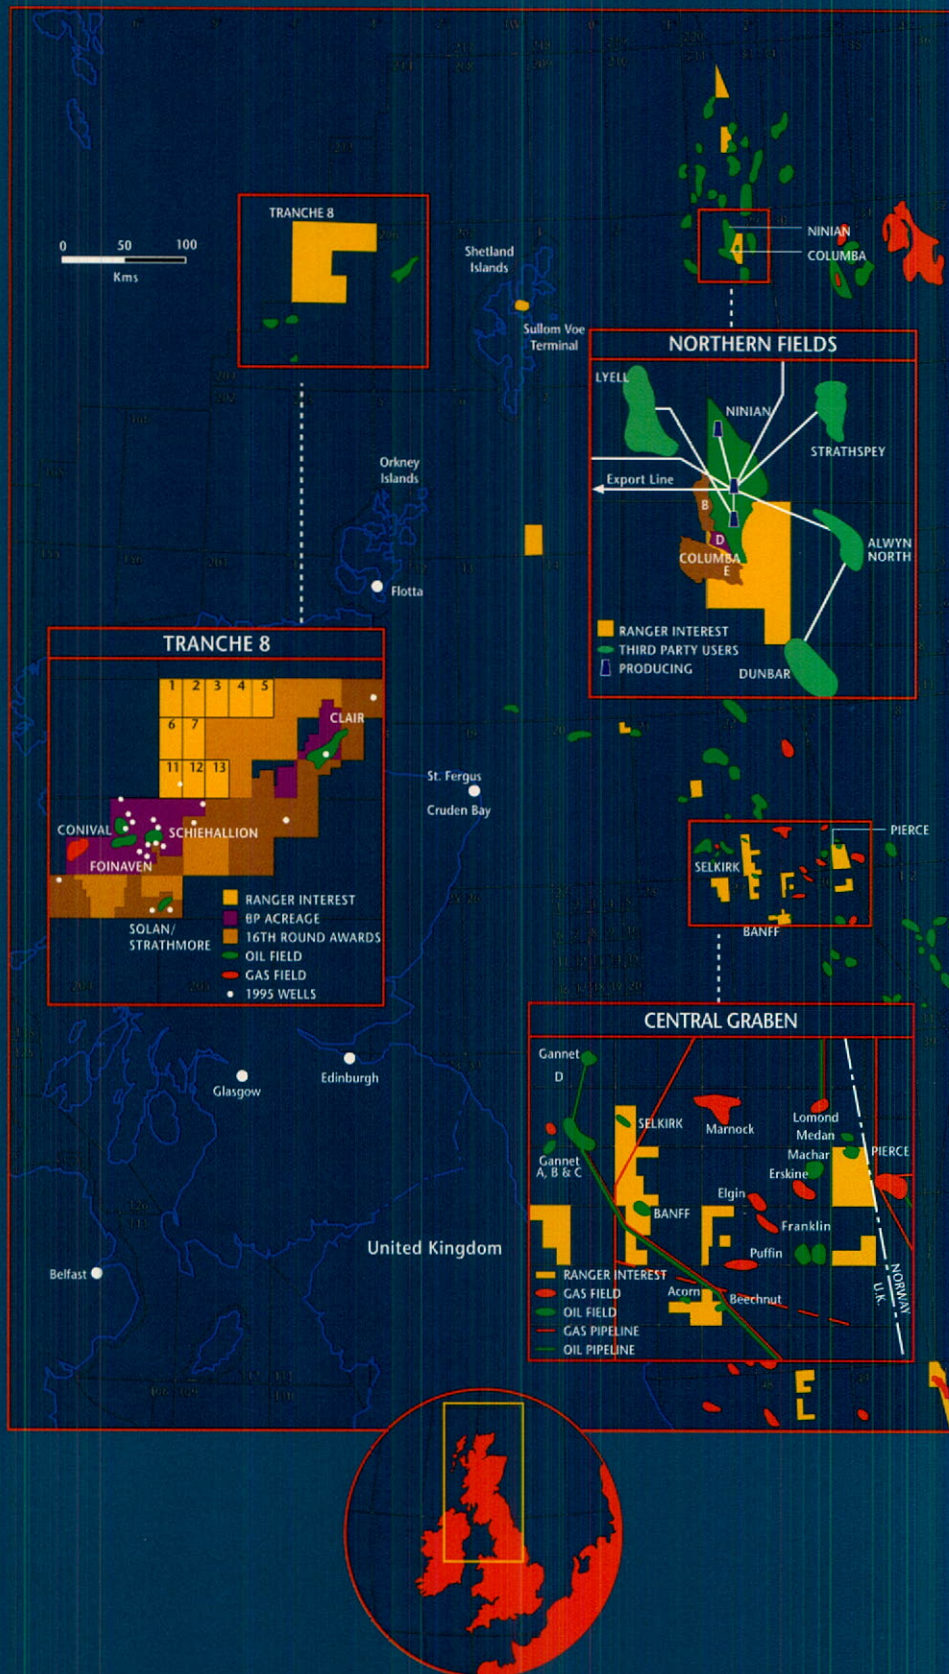 TRANCHE 8
0 50 100
Kms
Shetland
Islands
Sullom Voe
Terminal
NINIAN
COLUMBA
NORTHERN FIELDS
LYELL
NINIAN
STRATHSPEY
Export Line
B
D
COLUMBA
E
ALWYN
NORTH
RANGER INTEREST
THIRD PARTY USERS
PRODUCING
DUNBAR
Orkney
Islands
Flotta
TRANCHE 8
1 2 3 4 5
6 7
11 12 13
CLAIR
CONIVAL
SCHIEHALLION
FOINAVEN
SOLAN/
STRATHMORE
RANGER INTEREST
BP ACREAGE
16TH ROUND AWARDS
OIL FIELD
GAS FIELD
1995 WELLS
St. Fergus
Cruden Bay
PIERCE
SELKIRK
BANFF
CENTRAL GRABEN
Gannet
D
SELKIRK
Marnock
Lomond
Medan
Machar
PIERCE
Gannet
A, B & C
Erskine
Elgin
BANFF
Franklin
Puffin
RANGER INTEREST
GAS FIELD
OIL FIELD
GAS PIPELINE
OIL PIPELINE
Acorn
Beechnut
NORWAY
U.K.
Glasgow
Edinburgh
United Kingdom
Belfast